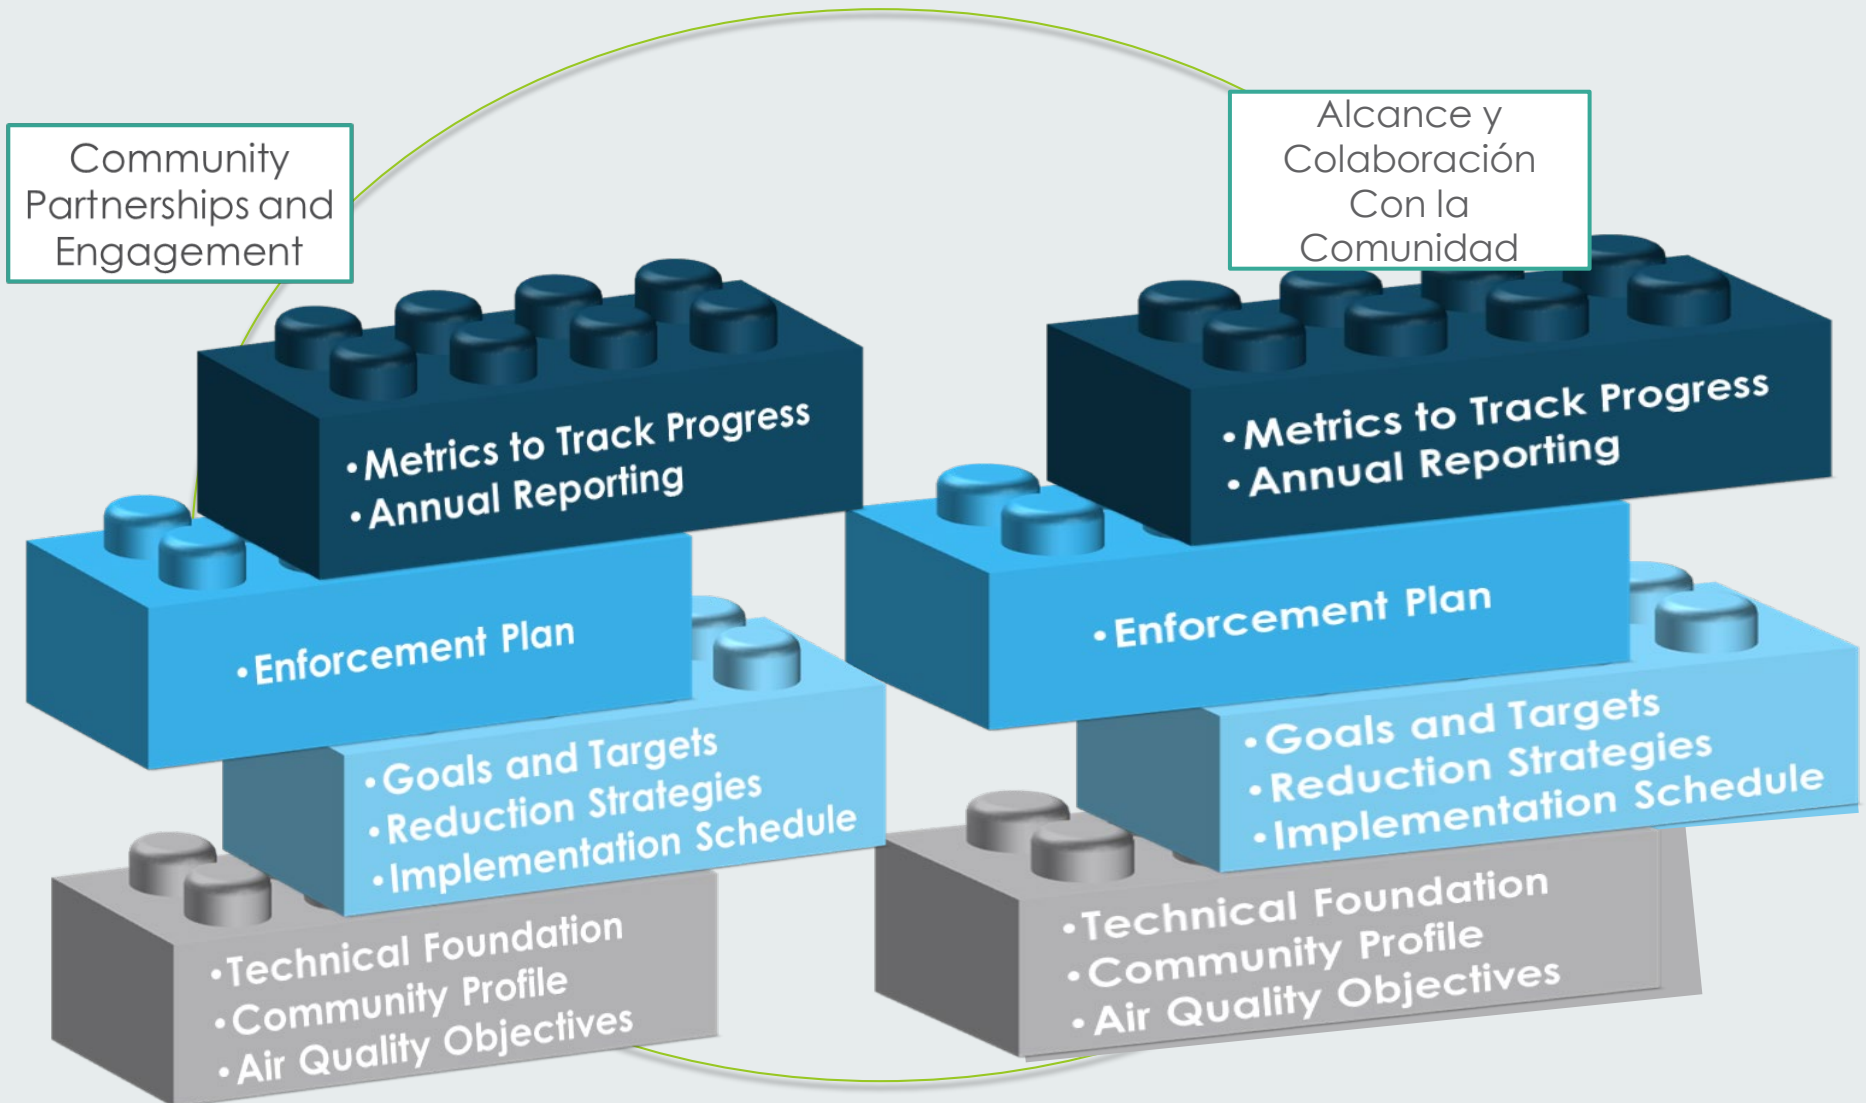 Community
Partnerships and
Engagement
• Metrics to Track Progress
• Annual Reporting
• Enforcement Plan
• Goals and Targets
• Reduction Strategies
• Implementation Schedule
• Technical Foundation
• Community Profile
• Air Quality Objectives
Alcance y
Colaboración
Con la
Comunidad
• Metrics to Track Progress
• Annual Reporting
• Enforcement Plan
• Goals and Targets
• Reduction Strategies
• Implementation Schedule
• Technical Foundation
• Community Profile
• Air Quality Objectives